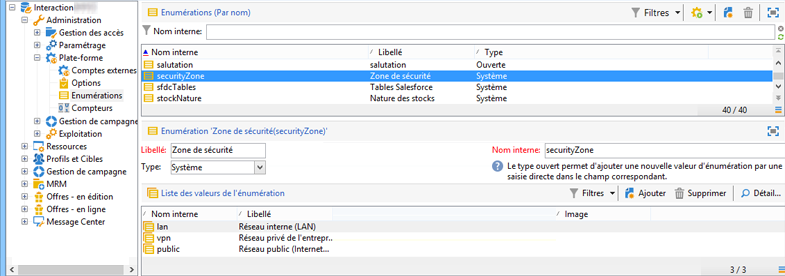 Interaction
Administration
Gestion des accès
Paramétrage
Plate-forme
Comptes externes
Options
Enumérations
Compteurs
Gestion de campagne
Exploitation
Ressources
Profils et Cibles
Gestion de campagne
MRM
Offres - en édition
Offres - en ligne
Message Center
Enumérations (Par nom)
Filtres
Nom interne:
Nom interne Libellé Type
salutation salutation Ouverte
securityZone Zone de sécurité Système
sfdcTables Tables Salesforce Système
stockNature Nature des stocks Système
40 / 40
Enumération 'Zone de sécurité(securityZone)'
Libellé: Zone de sécurité Nom interne: securityZone
Type: Système Le type ouvert permet d'ajouter une nouvelle valeur d'énumération par une
saisie directe dans le champ correspondant.
Liste des valeurs de l'énumération Filtres Ajouter Supprimer Détail...
Nom interne Libellé Image
lan Réseau interne (LAN)
vpn Réseau privé de l'entrepr..
public Réseau public (Internet...
3 / 3